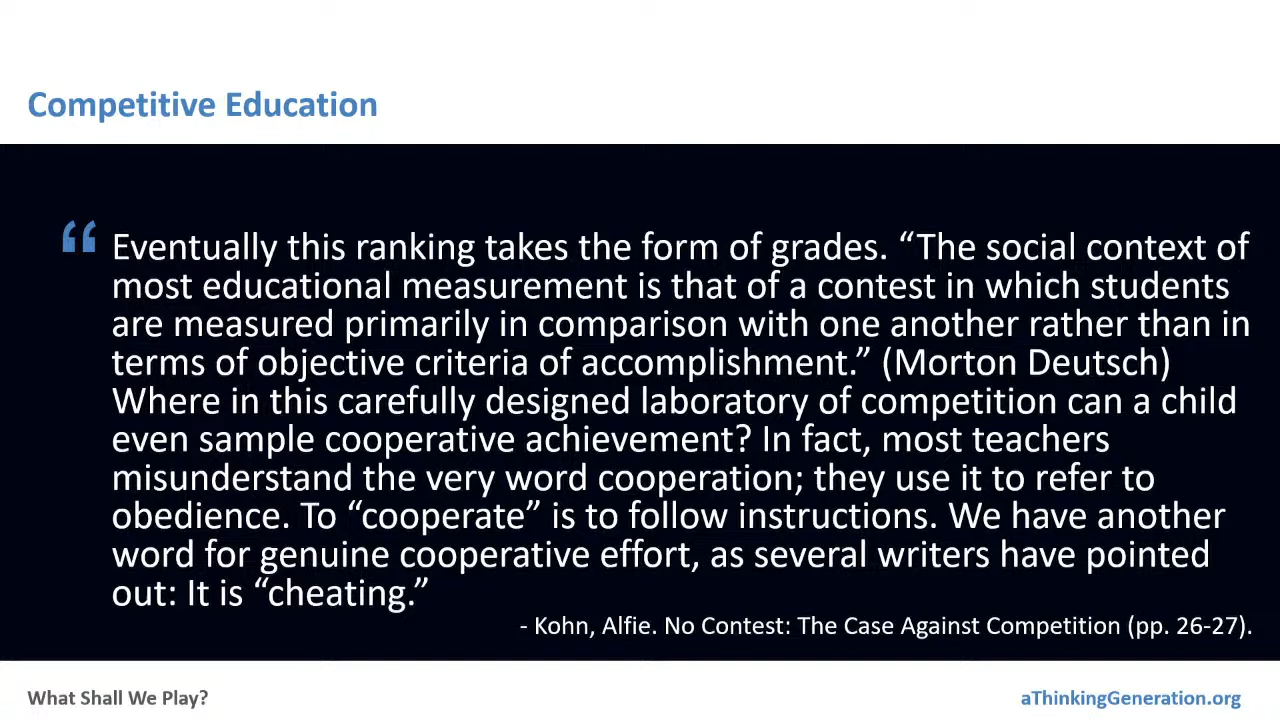 Competitive Education
“
Eventually this ranking takes the form of grades. “The social context of
most educational measurement is that of a contest in which students
are measured primarily in comparison with one another rather than in
terms of objective criteria of accomplishment.” (Morton Deutsch)
Where in this carefully designed laboratory of competition can a child
even sample cooperative achievement? In fact, most teachers
misunderstand the very word cooperation; they use it to refer to
obedience. To “cooperate” is to follow instructions. We have another
word for genuine cooperative effort, as several writers have pointed
out: It is “cheating.”
- Kohn, Alfie. No Contest: The Case Against Competition (pp. 26-27).
What Shall We Play?
aThinkingGeneration.org